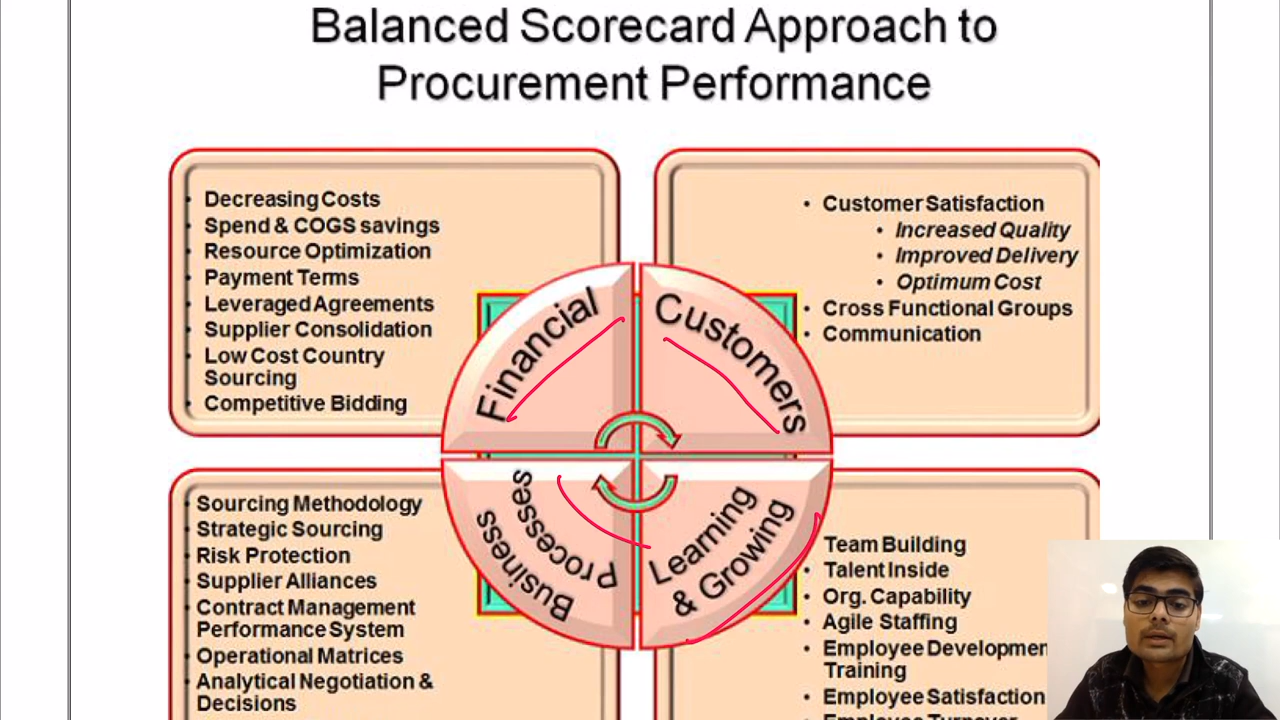 Balanced Scorecard Approach to
Procurement Performance
• Decreasing Costs
• Spend & COGS savings
• Resource Optimization
• Payment Terms
• Leveraged Agreements
• Supplier Consolidation
• Low Cost Country
Sourcing
• Competitive Bidding
• Customer Satisfaction
• Increased Quality
• Improved Delivery
• Optimum Cost
• Cross Functional Groups
• Communication
Financial
Customers
Business
Processes
Learning
& Growing
• Sourcing Methodology
• Strategic Sourcing
• Risk Protection
• Supplier Alliances
• Contract Management
Performance System
• Operational Matrices
• Analytical Negotiation &
Decisions
Team Building
• Talent Inside
• Org. Capability
• Agile Staffing
• Employee Developmen
Training
• Employee Satisfaction
Employee Turnover